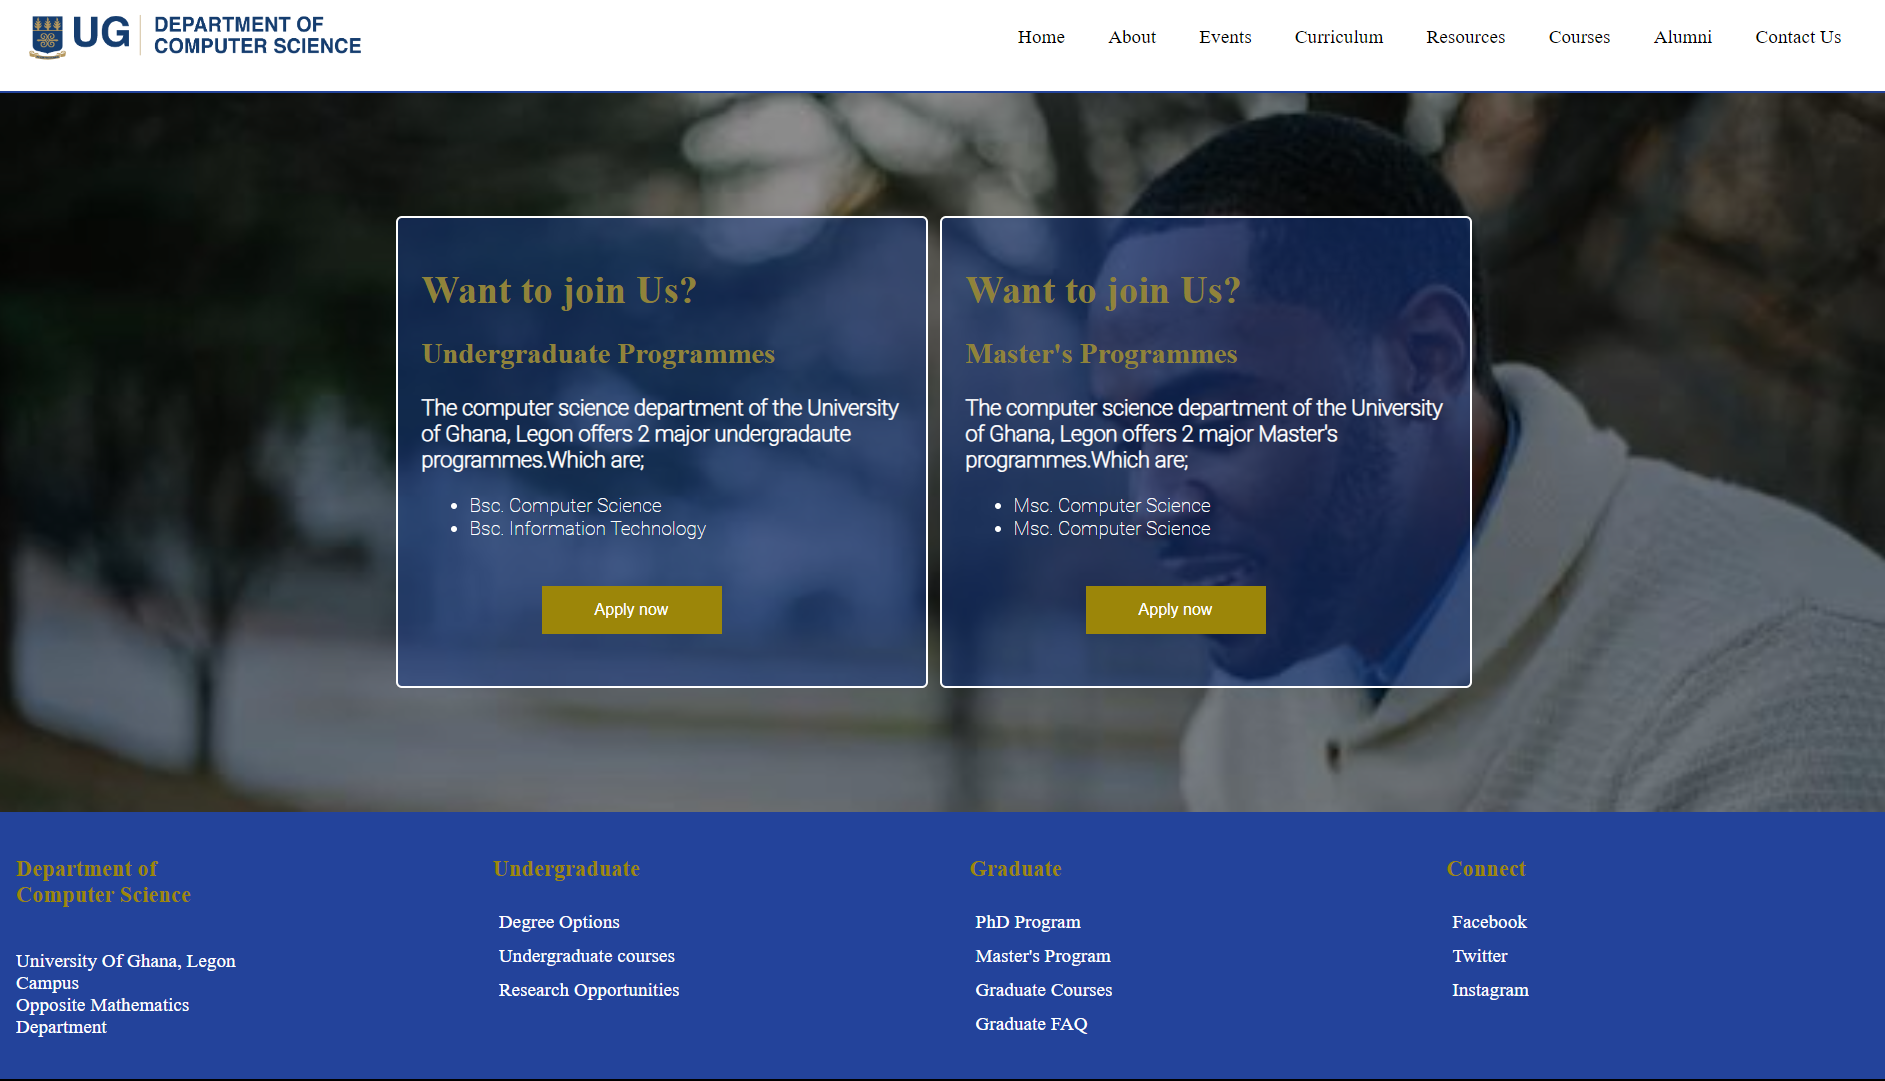 UG
DEPARTMENT OF
COMPUTER SCIENCE
Home About Events Curriculum Resources Courses Alumni Contact Us
Want to join Us?
Undergraduate Programmes
The computer science department of the University
of Ghana, Legon offers 2 major undergradaute
programmes.Which are;
• Bsc. Computer Science
• Bsc. Information Technology
Apply now
Want to join Us?
Master's Programmes
The computer science department of the University
of Ghana, Legon offers 2 major Master's
programmes.Which are;
• Msc. Computer Science
• Msc. Computer Science
Apply now
Department of
Computer Science
University Of Ghana, Legon
Campus
Opposite Mathematics
Department
Undergraduate
Degree Options
Undergraduate courses
Research Opportunities
Graduate
PhD Program
Master's Program
Graduate Courses
Graduate FAQ
Connect
Facebook
Twitter
Instagram